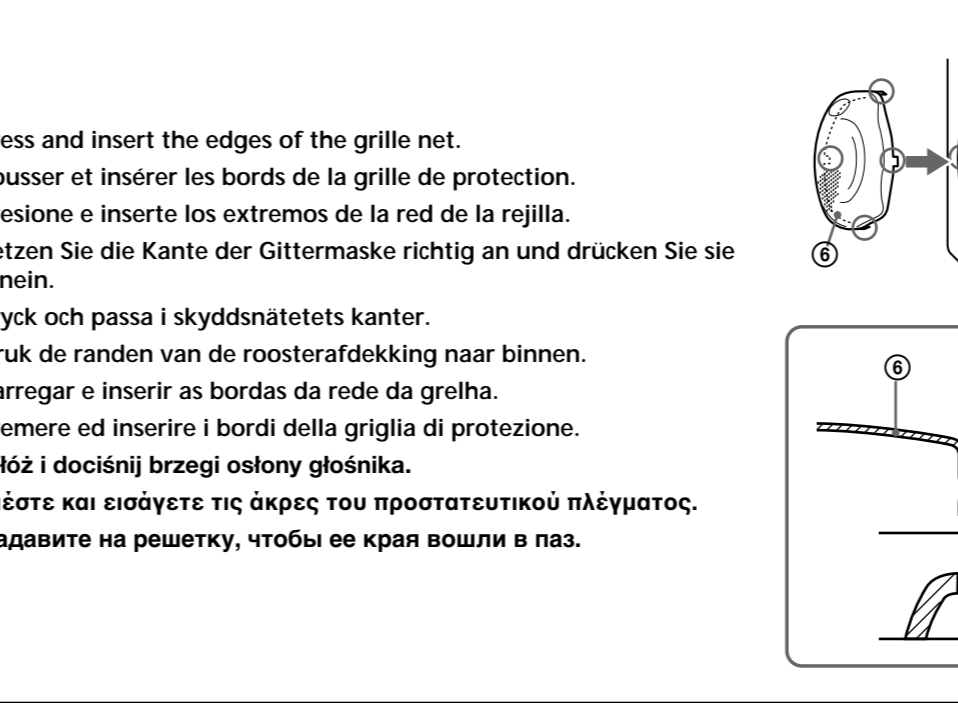 ess and insert the edges of the grille net.
ousser et insérer les bords de la grille de protection.
esione e inserte los extremos de la red de la rejilla.
etzen Sie die Kante der Gittermaske richtig an und drücken Sie sie
nein.
yck och passa i skyddsnätetets kanter.
ruk de randen van de roosterafdekking naar binnen.
arregar e inserir as bordas da rede da grelha.
emere ed inserire i bordi della griglia di protezione.
łóż i dociśnij brzegi osłony głośnika.
έστε και εισάγετε τις άκρες του προστατευτικού πλέγματος.
адавите на решетку, чтобы ее края вошли в паз.
⑥
⑥